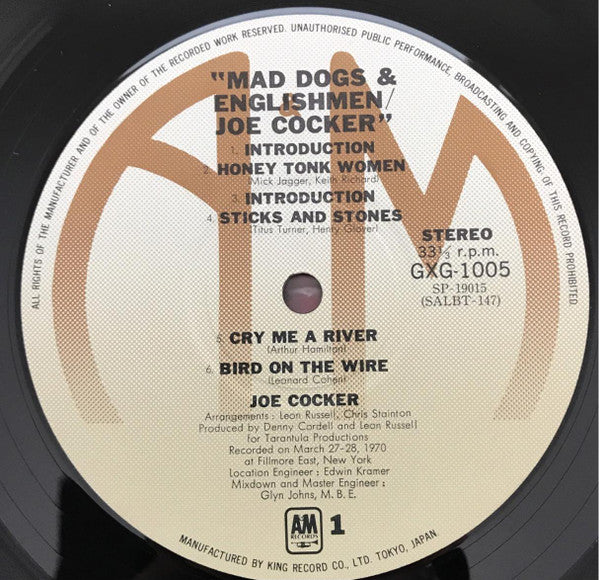 ALL RIGHTS OF THE MANUFACTURER AND OF THE OWNER OF THE RECORDED WORK RESERVED. UNAUTHORISED PUBLIC PERFORMANCE, BROADCASTING AND COPYING OF THIS RECORD PROHIBITED
"MAD DOGS &
ENGLISHMEN/
JOE COCKER"
1. INTRODUCTION
2. HONEY TONK WOMEN
(Mick Jagger, Keith Richard)
3. INTRODUCTION
4. STICKS AND STONES
(Titus Turner, Henry Glover)
STEREO
33⅓ r.p.m.
GXG-1005
SP-19015
(SALBT-147)
5. CRY ME A RIVER
(Arthur Hamilton)
6. BIRD ON THE WIRE
(Leonard Cohen)
JOE COCKER
Arrangements : Leon Russell, Chris Stainton
Produced by Denny Cordell and Leon Russell
for Tarantula Productions
Recorded on March 27-28, 1970
at Fillmore East, New York
Location Engineer : Edwin Kramer
Mixdown and Master Engineer :
Glyn Johns, M. B. E.
A&M RECORDS 1
MANUFACTURED BY KING RECORD CO., LTD. TOKYO, JAPAN
A&M